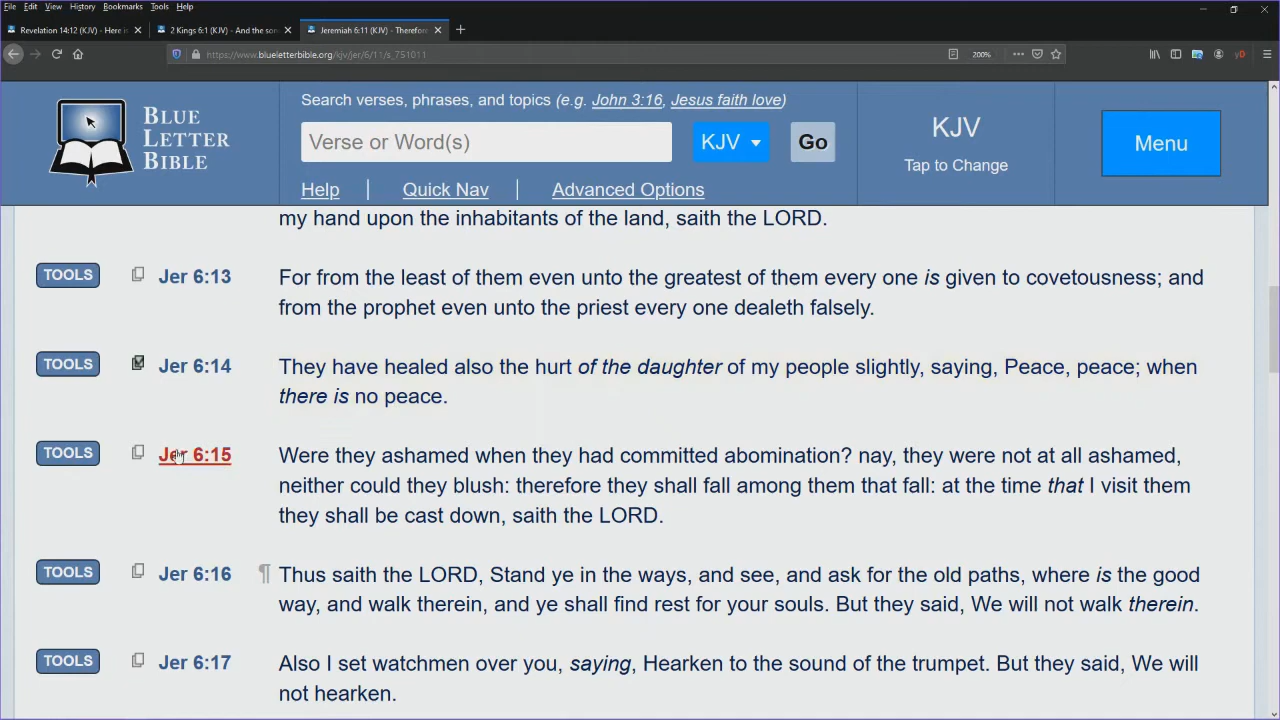 File Edit View History Bookmarks Tools Help
Revelation 14:12 (KJV) - Here is
2 Kings 6:1 (KJV) - And the son
Jeremiah 6:11 (KJV) - Therefore
https://www.blueletterbible.org/kjv/jer/6/11/s_751011
200%
BLUE
LETTER
BIBLE
Search verses, phrases, and topics (e.g. John 3:16, Jesus faith love)
Verse or Word(s)
KJV
Go
Help | Quick Nav | Advanced Options
KJV
Tap to Change
Menu
my hand upon the inhabitants of the land, saith the LORD.
TOOLS Jer 6:13 For from the least of them even unto the greatest of them every one is given to covetousness; and
from the prophet even unto the priest every one dealeth falsely.
TOOLS Jer 6:14 They have healed also the hurt of the daughter of my people slightly, saying, Peace, peace; when
there is no peace.
TOOLS Jer 6:15 Were they ashamed when they had committed abomination? nay, they were not at all ashamed,
neither could they blush: therefore they shall fall among them that fall: at the time that I visit them
they shall be cast down, saith the LORD.
TOOLS Jer 6:16 ¶ Thus saith the LORD, Stand ye in the ways, and see, and ask for the old paths, where is the good
way, and walk therein, and ye shall find rest for your souls. But they said, We will not walk therein.
TOOLS Jer 6:17 Also I set watchmen over you, saying, Hearken to the sound of the trumpet. But they said, We will
not hearken.